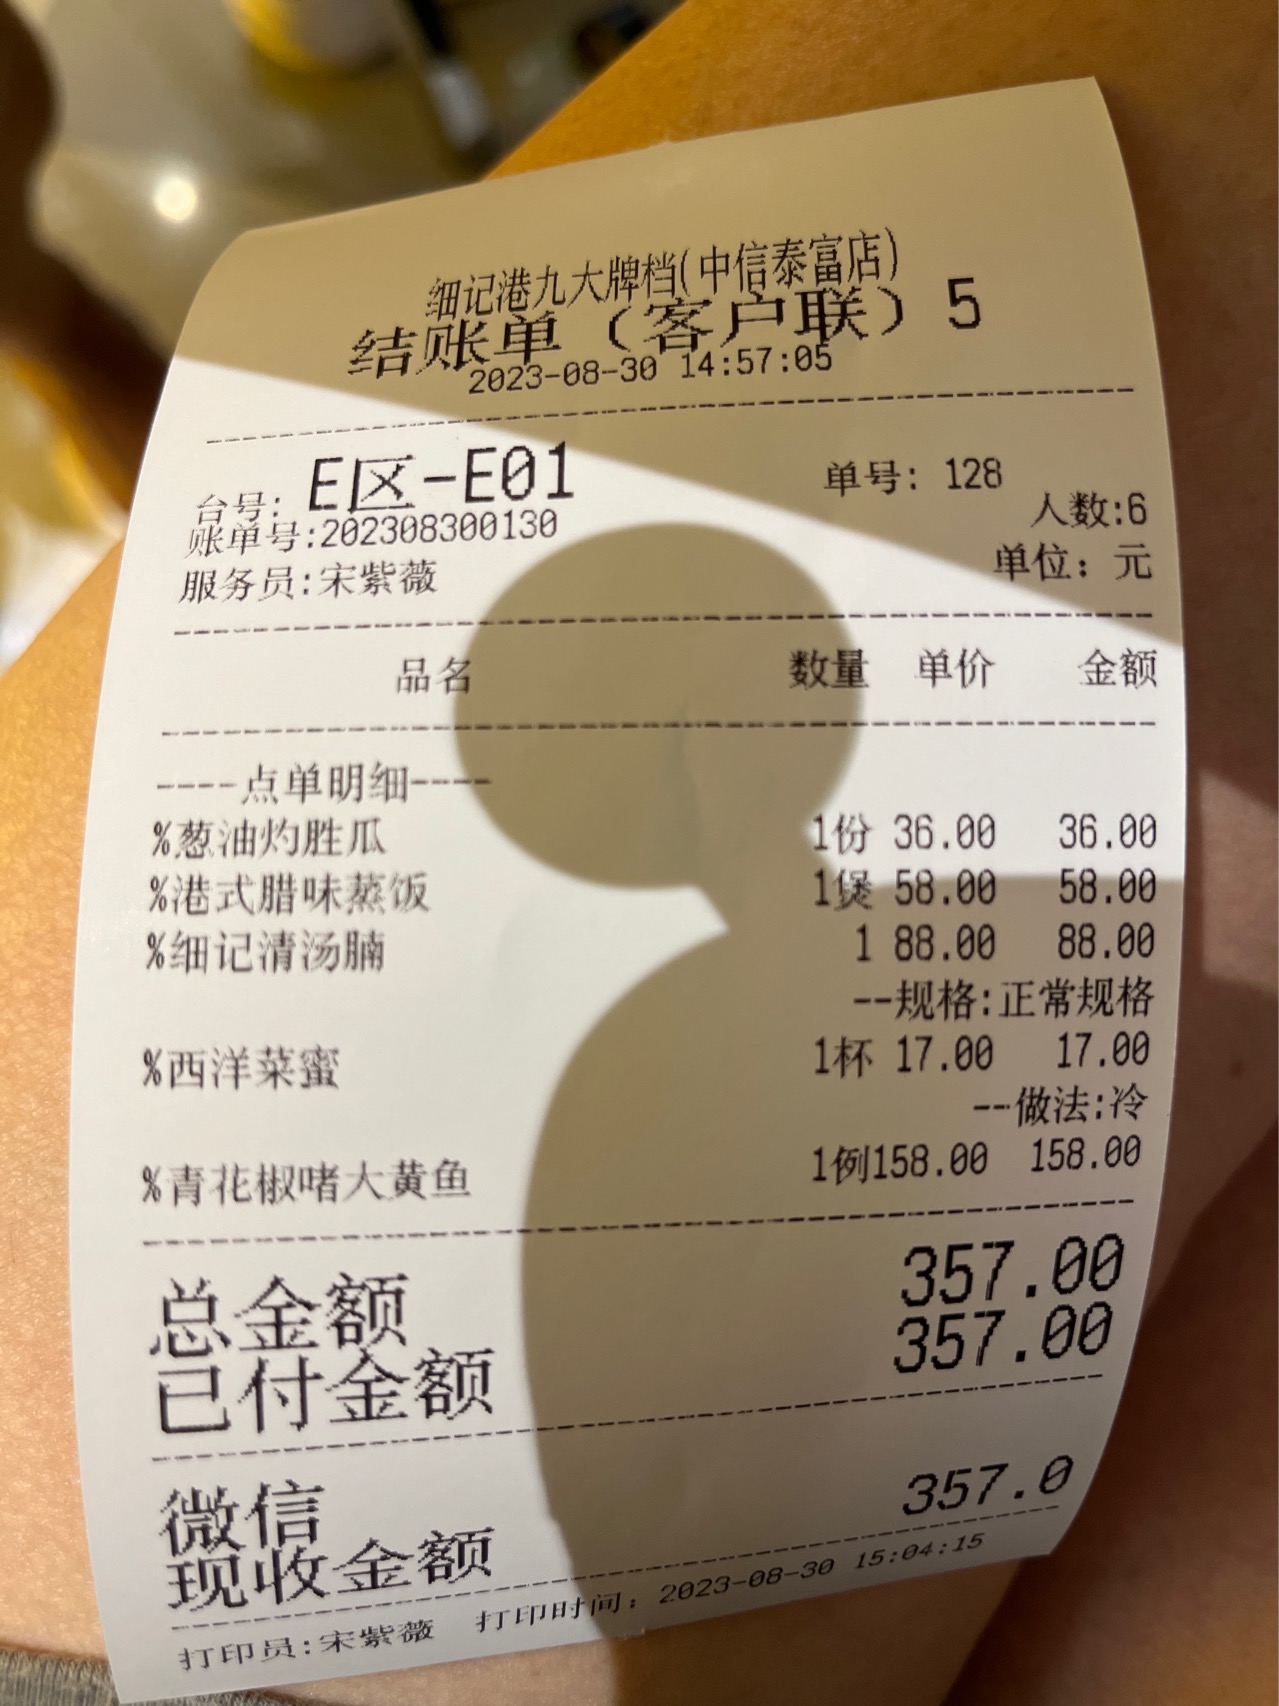 细记港九大牌档(中信泰富店)
结账单（客户联）5
2023-08-30 14:57:05
台号: E区-E01 单号: 128
账单号:202308300130 人数:6
服务员:宋紫薇 单位: 元
品名 数量 单价 金额
----点单明细----
%葱油灼胜瓜 1份 36.00 36.00
%港式腊味蒸饭 1煲 58.00 58.00
%细记清汤腩 1 88.00 88.00
--规格:正常规格
%西洋菜蜜 1杯 17.00 17.00
--做法:冷
%青花椒啫大黄鱼 1例158.00 158.00
总金额 357.00
已付金额 357.00
微信 357.0
现收金额
打印员:宋紫薇 打印时间: 2023-08-30 15:04:15